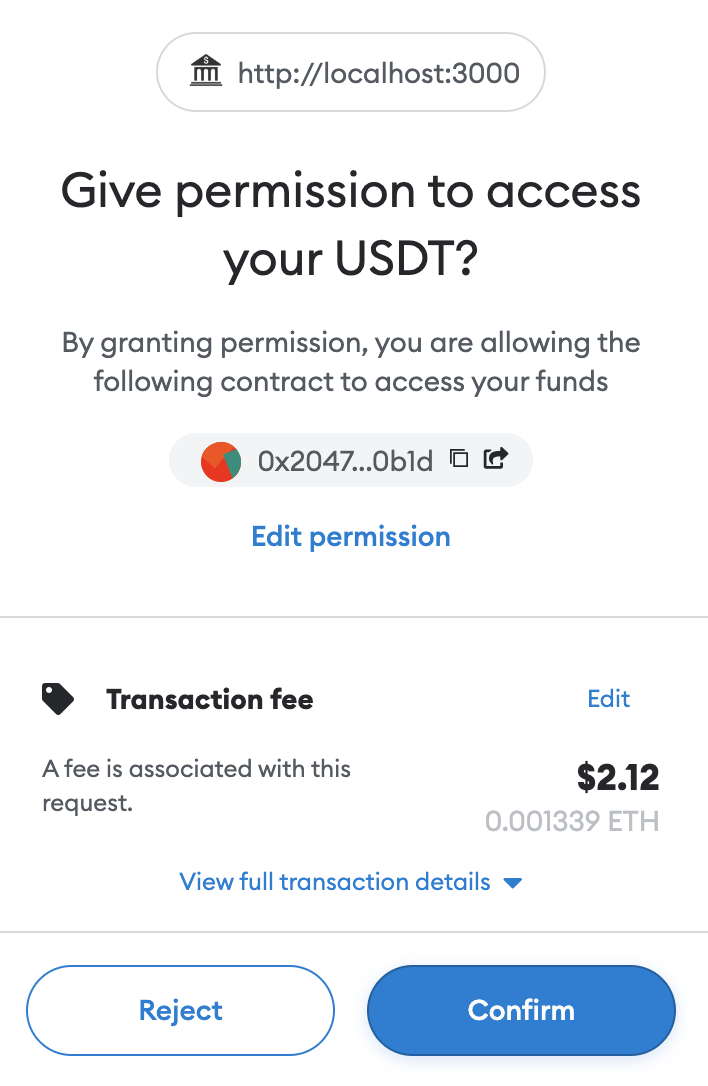 http://localhost:3000
Give permission to access
your USDT?
By granting permission, you are allowing the
following contract to access your funds
0x2047...0b1d
Edit permission
Transaction fee
Edit
A fee is associated with this
request.
$2.12
0.001339 ETH
View full transaction details
Reject
Confirm